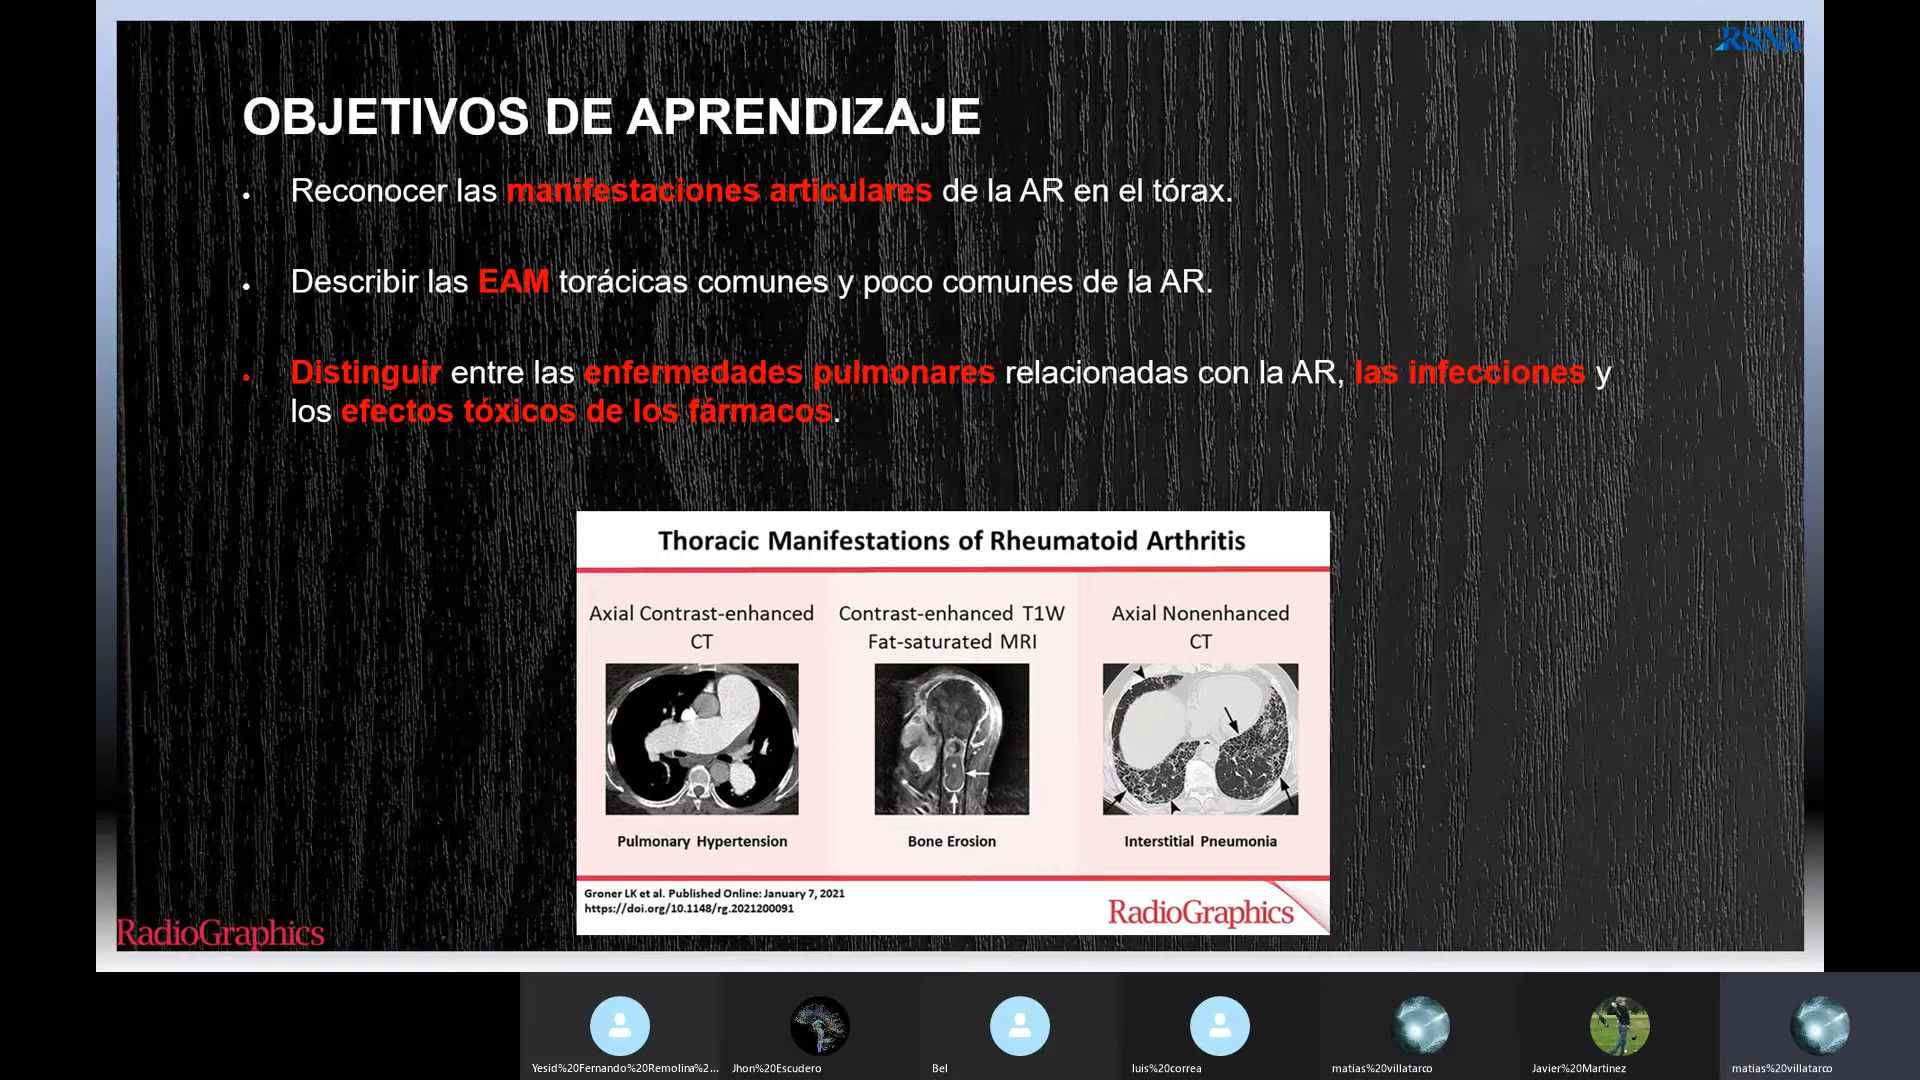 RSNA
OBJETIVOS DE APRENDIZAJE
• Reconocer las manifestaciones articulares de la AR en el tórax.
• Describir las EAM torácicas comunes y poco comunes de la AR.
• Distinguir entre las enfermedades pulmonares relacionadas con la AR, las infecciones y
los efectos tóxicos de los fármacos.
Thoracic Manifestations of Rheumatoid Arthritis
Axial Contrast-enhanced
CT
Contrast-enhanced T1W
Fat-saturated MRI
Axial Nonenhanced
CT
Pulmonary Hypertension
Bone Erosion
Interstitial Pneumonia
Groner LK et al. Published Online: January 7, 2021
https://doi.org/10.1148/rg.2021200091
RadioGraphics
RadioGraphics
Yesid%20Fernando%20Remolina%2...
Jhon%20Escudero
Bel
luis%20correa
matias%20villatarco
Javier%20Martinez
matias%20villatarco